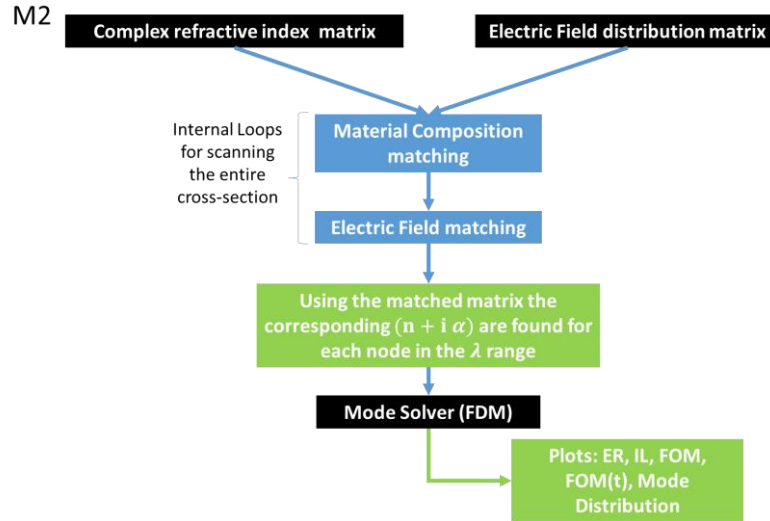 M2
Complex refractive index matrix
Electric Field distribution matrix
Internal Loops
for scanning
the entire
cross-section
Material Composition
matching
Electric Field matching
Using the matched matrix the
corresponding (n + i α) are found for
each node in the λ range
Mode Solver (FDM)
Plots: ER, IL, FOM,
FOM(t), Mode
Distribution